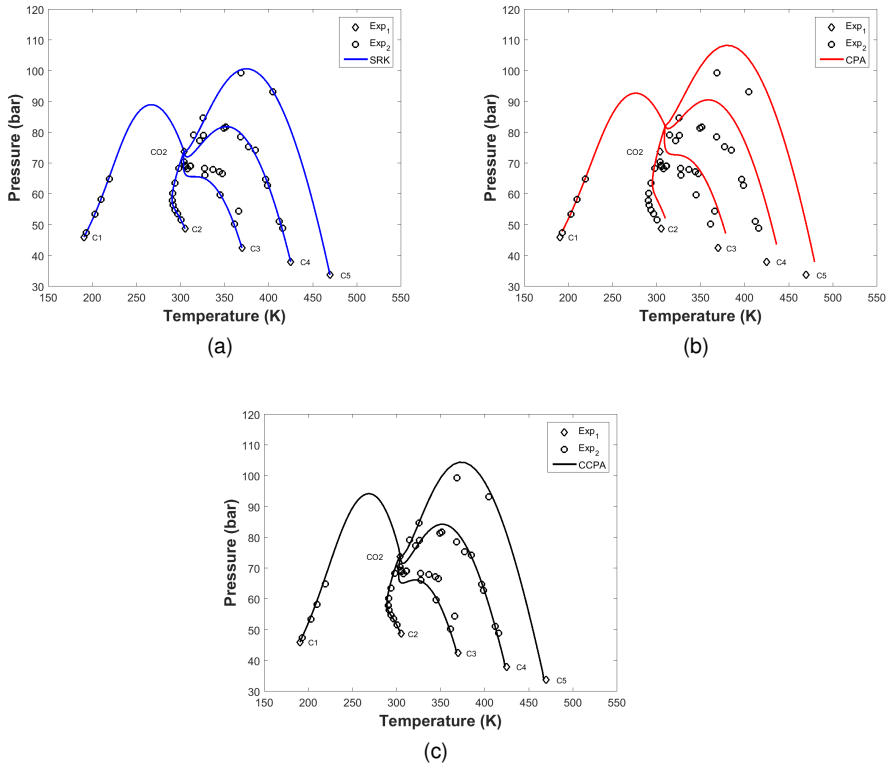 120
110
100
90
80
70
60
50
40
30
Pressure (bar)
150 200 250 300 350 400 450 500 550
Temperature (K)
Exp1
Exp2
SRK
CO2
C1
C2
C3
C4
C5
(a)
120
110
100
90
80
70
60
50
40
30
Pressure (bar)
150 200 250 300 350 400 450 500 550
Temperature (K)
Exp1
Exp2
CPA
CO2
C1
C2
C3
C4
C5
(b)
120
110
100
90
80
70
60
50
40
30
Pressure (bar)
150 200 250 300 350 400 450 500 550
Temperature (K)
Exp1
Exp2
CCPA
CO2
C1
C2
C3
C4
C5
(c)